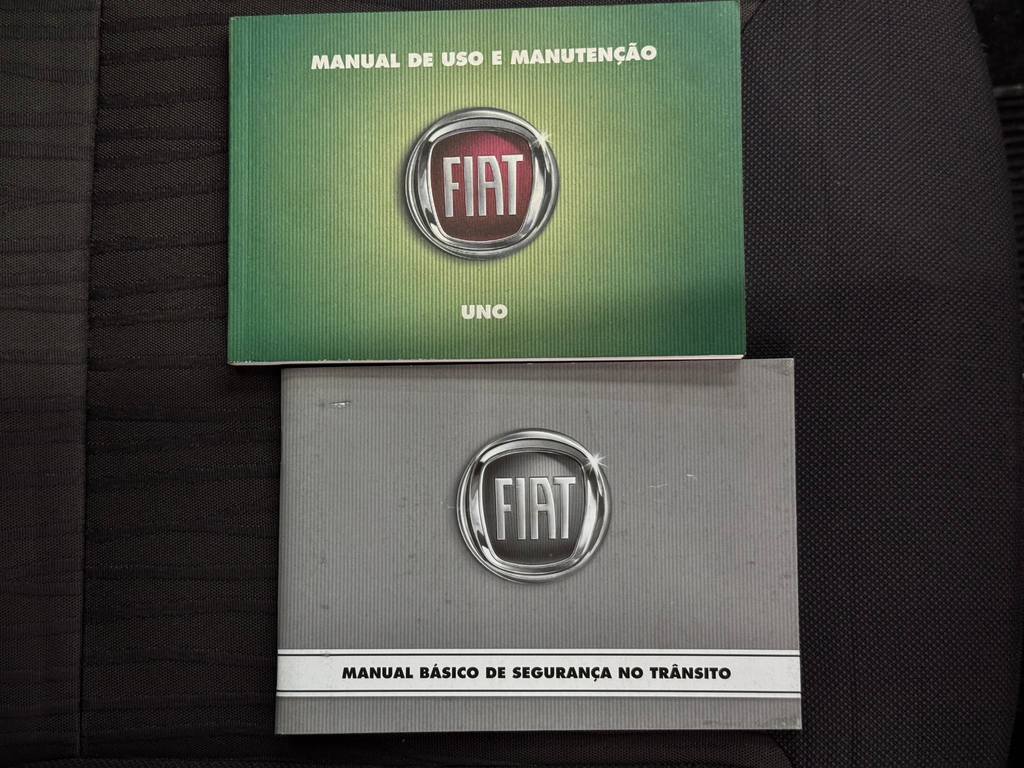 MANUAL DE USO E MANUTENÇÃO
FIAT
UNO
FIAT
MANUAL BÁSICO DE SEGURANÇA NO TRÂNSITO